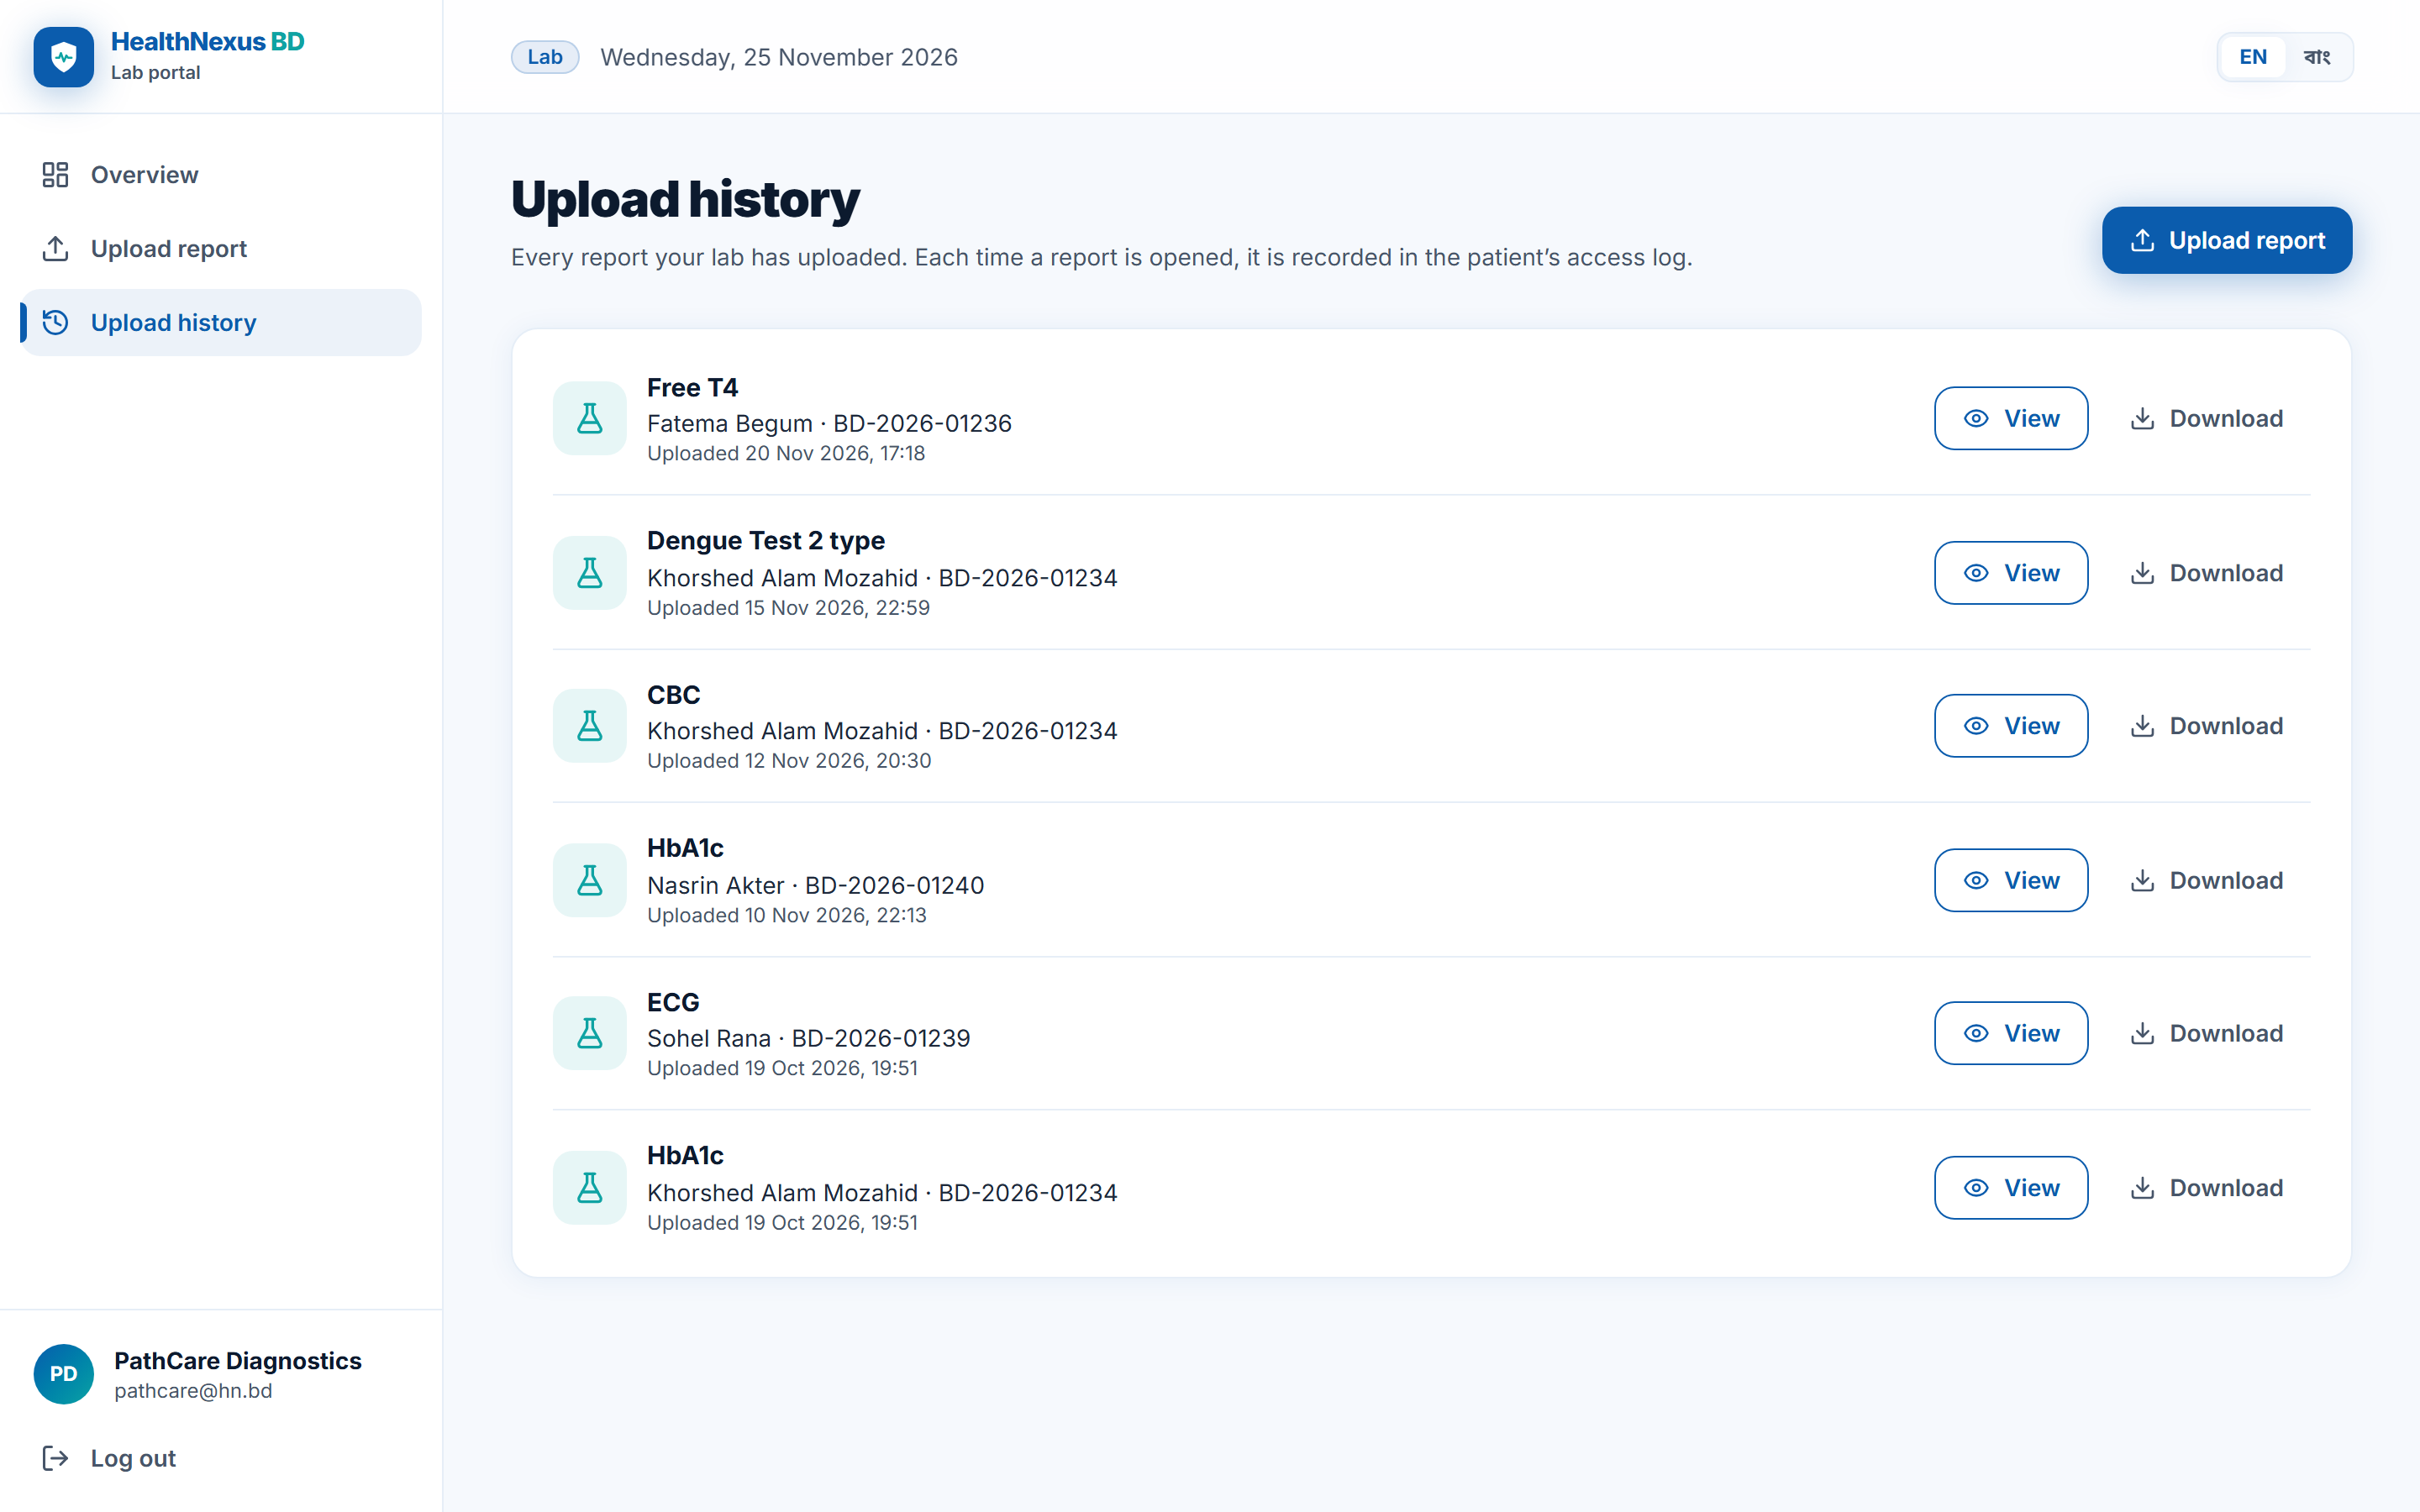 HealthNexus BD
Lab portal
Overview
Upload report
Upload history
PD
PathCare Diagnostics
pathcare@hn.bd
Log out
Lab
Wednesday, 25 November 2026
EN
বাং
Upload history
Every report your lab has uploaded. Each time a report is opened, it is recorded in the patient’s access log.
Upload report
Free T4
Fatema Begum · BD-2026-01236
Uploaded 20 Nov 2026, 17:18
View
Download
Dengue Test 2 type
Khorshed Alam Mozahid · BD-2026-01234
Uploaded 15 Nov 2026, 22:59
View
Download
CBC
Khorshed Alam Mozahid · BD-2026-01234
Uploaded 12 Nov 2026, 20:30
View
Download
HbA1c
Nasrin Akter · BD-2026-01240
Uploaded 10 Nov 2026, 22:13
View
Download
ECG
Sohel Rana · BD-2026-01239
Uploaded 19 Oct 2026, 19:51
View
Download
HbA1c
Khorshed Alam Mozahid · BD-2026-01234
Uploaded 19 Oct 2026, 19:51
View
Download